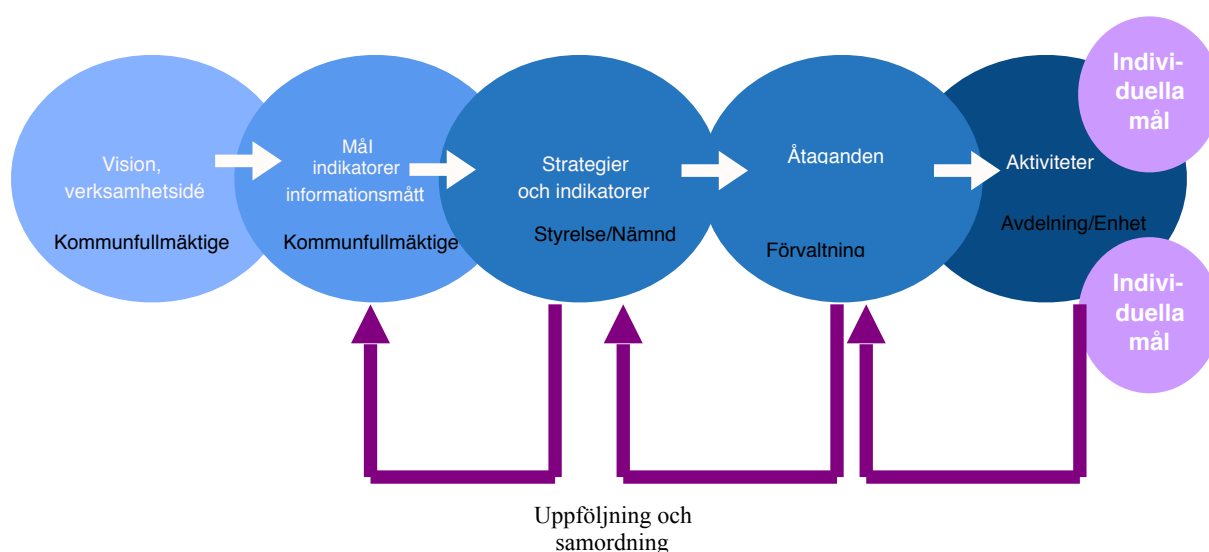 Vision,
verksamhetsidé
Kommunfullmäktige
Mål
indikatorer
informationsmått
Kommunfullmäktige
Strategier
och indikatorer
Styrelse/Nämnd
Åtaganden
Förvaltning
Aktiviteter
Avdelning/Enhet
Indivi-
duella
mål
Indivi-
duella
mål
Uppföljning och
samordning